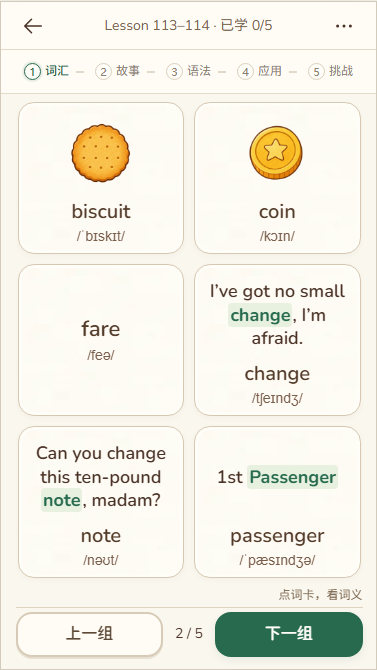 Lesson 113–114 · 已学 0/5
1 词汇 – 2 故事 – 3 语法 – 4 应用 – 5 挑战
biscuit
/ˈbɪskɪt/
coin
/kɔɪn/
fare
/feə/
I’ve got no small
change, I’m
afraid.
change
/tʃeɪndʒ/
Can you change
this ten-pound
note, madam?
note
/nəʊt/
1st Passenger
passenger
/ˈpæsɪndʒə/
点词卡，看词义
上一组
2 / 5
下一组